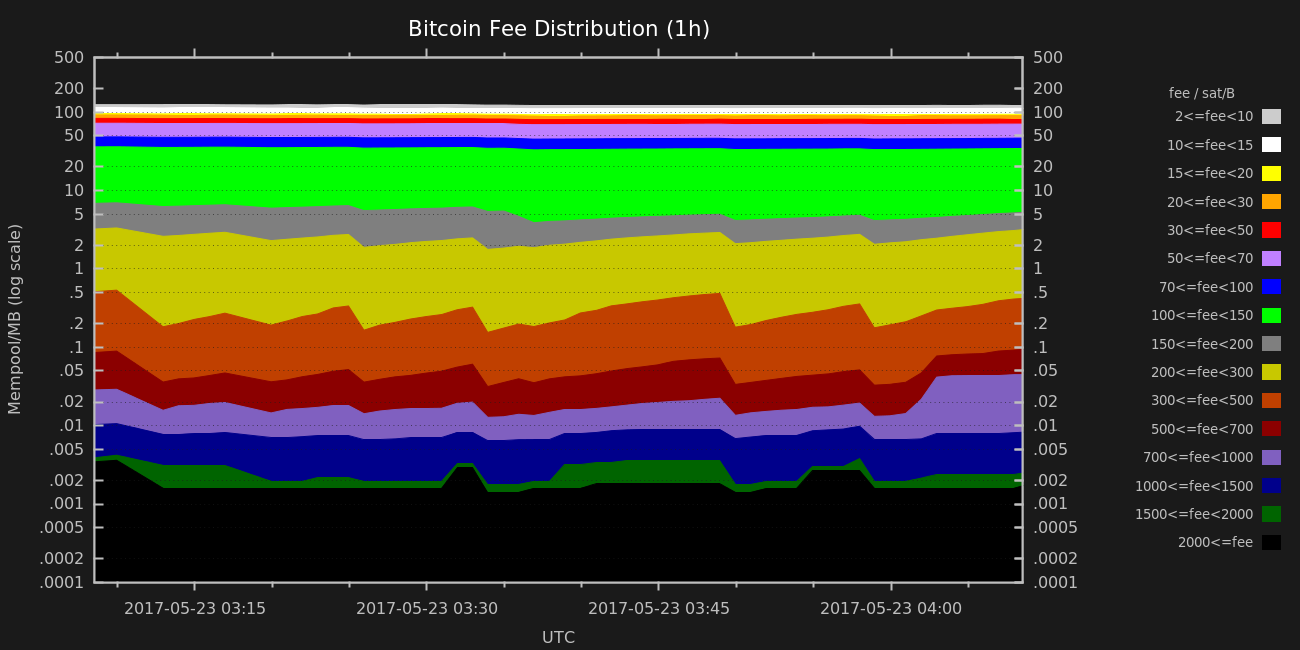 Bitcoin Fee Distribution (1h)
500 500
200 200
100 100
50 50
20 20
10 10
5 5
2 2
1 1
.5 .5
.2 .2
.1 .1
.05 .05
.02 .02
.01 .01
.005 .005
.002 .002
.001 .001
.0005 .0005
.0002 .0002
.0001 .0001
Mempool/MB (log scale)
2017-05-23 03:15 2017-05-23 03:30 2017-05-23 03:45 2017-05-23 04:00
UTC
fee / sat/B
2<=fee<10
10<=fee<15
15<=fee<20
20<=fee<30
30<=fee<50
50<=fee<70
70<=fee<100
100<=fee<150
150<=fee<200
200<=fee<300
300<=fee<500
500<=fee<700
700<=fee<1000
1000<=fee<1500
1500<=fee<2000
2000<=fee